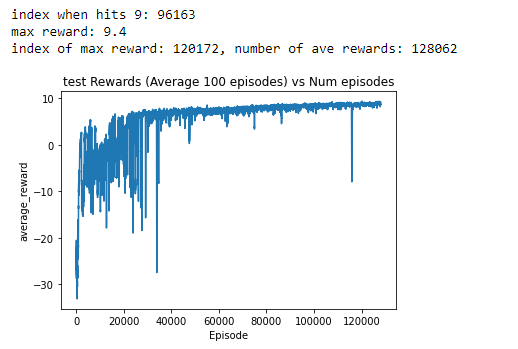 index when hits 9: 96163
max reward: 9.4
index of max reward: 120172, number of ave rewards: 128062
test Rewards (Average 100 episodes) vs Num episodes
10
0
−10
−20
−30
average_reward
0 20000 40000 60000 80000 100000 120000
Episode